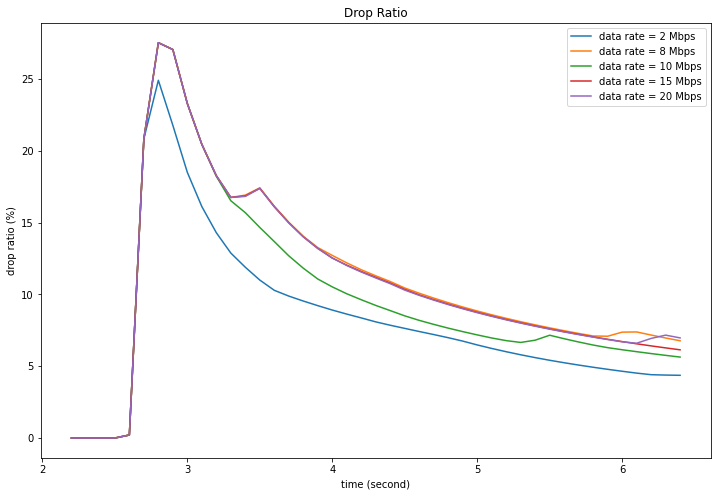 Drop Ratio
data rate = 2 Mbps
data rate = 8 Mbps
data rate = 10 Mbps
data rate = 15 Mbps
data rate = 20 Mbps
drop ratio (%)
25
20
15
10
5
0
2
3
4
5
6
time (second)